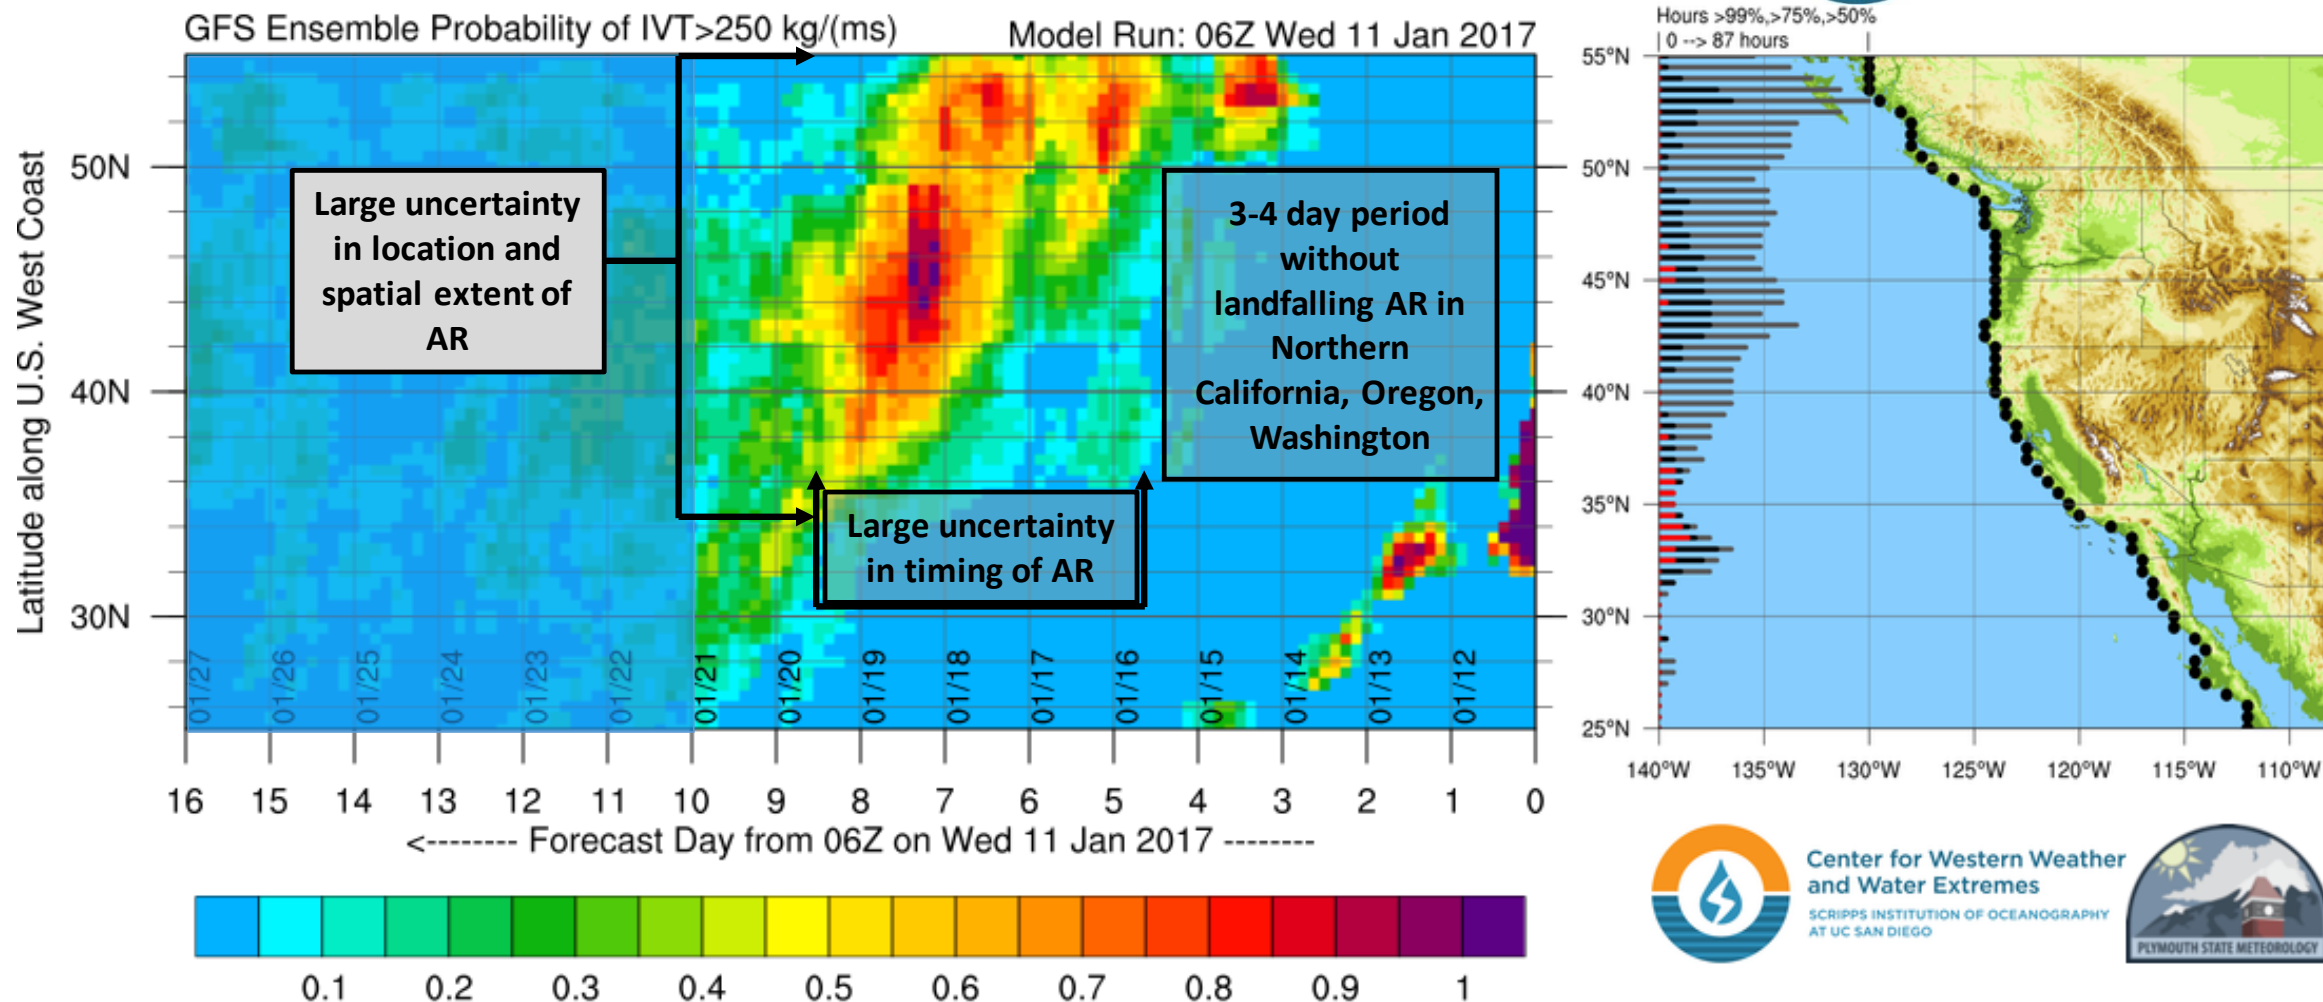 GFS Ensemble Probability of IVT>250 kg/(ms)
Model Run: 06Z Wed 11 Jan 2017
Hours >99%,>75%,>50%
| 0 --> 87 hours |
Latitude along U.S. West Coast
50N
40N
30N
Large uncertainty
in location and
spatial extent of
AR
3-4 day period
without
landfalling AR in
Northern
California, Oregon,
Washington
Large uncertainty
in timing of AR
01/27
01/26
01/25
01/24
01/23
01/22
01/21
01/20
01/19
01/18
01/17
01/16
01/15
01/14
01/13
01/12
16 15 14 13 12 11 10 9 8 7 6 5 4 3 2 1 0
<-------- Forecast Day from 06Z on Wed 11 Jan 2017 --------
0.1 0.2 0.3 0.4 0.5 0.6 0.7 0.8 0.9 1
55°N
50°N
45°N
40°N
35°N
30°N
25°N
140°W 135°W 130°W 125°W 120°W 115°W 110°W
Center for Western Weather
and Water Extremes
SCRIPPS INSTITUTION OF OCEANOGRAPHY
AT UC SAN DIEGO
PLYMOUTH STATE METEOROLOGY